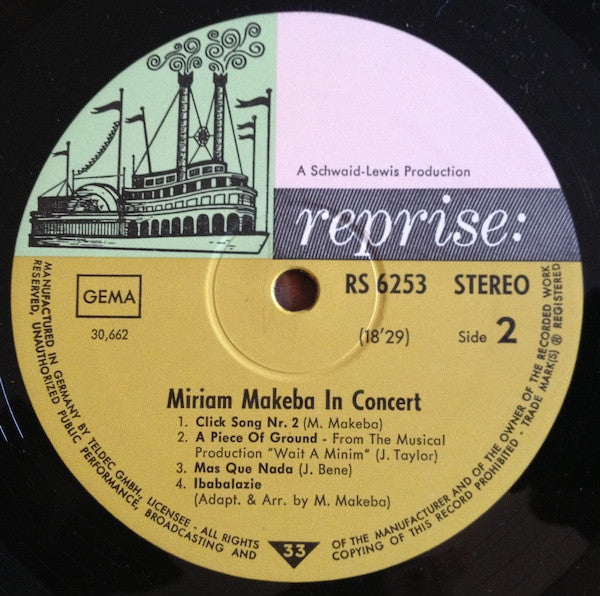 A Schwaid-Lewis Production
reprise:
GEMA
30,662
RS 6253 STEREO
(18'29) Side 2
Miriam Makeba In Concert
1. Click Song Nr. 2 (M. Makeba)
2. A Piece Of Ground - From The Musical
Production "Wait A Minim" (J. Taylor)
3. Mas Que Nada (J. Bene)
4. Ibabalazie
(Adapt. & Arr. by M. Makeba)
33
MANUFACTURED IN GERMANY BY TELDEC GMBH, LICENSEE - ALL RIGHTS
RESERVED, UNAUTHORIZED PUBLIC PERFORMANCE, BROADCASTING AND
COPYING OF THIS RECORD PROHIBITED - TRADE MARK(S) ® REGISTERED
OF THE MANUFACTURER AND OF THE OWNER OF THE RECORDED WORK